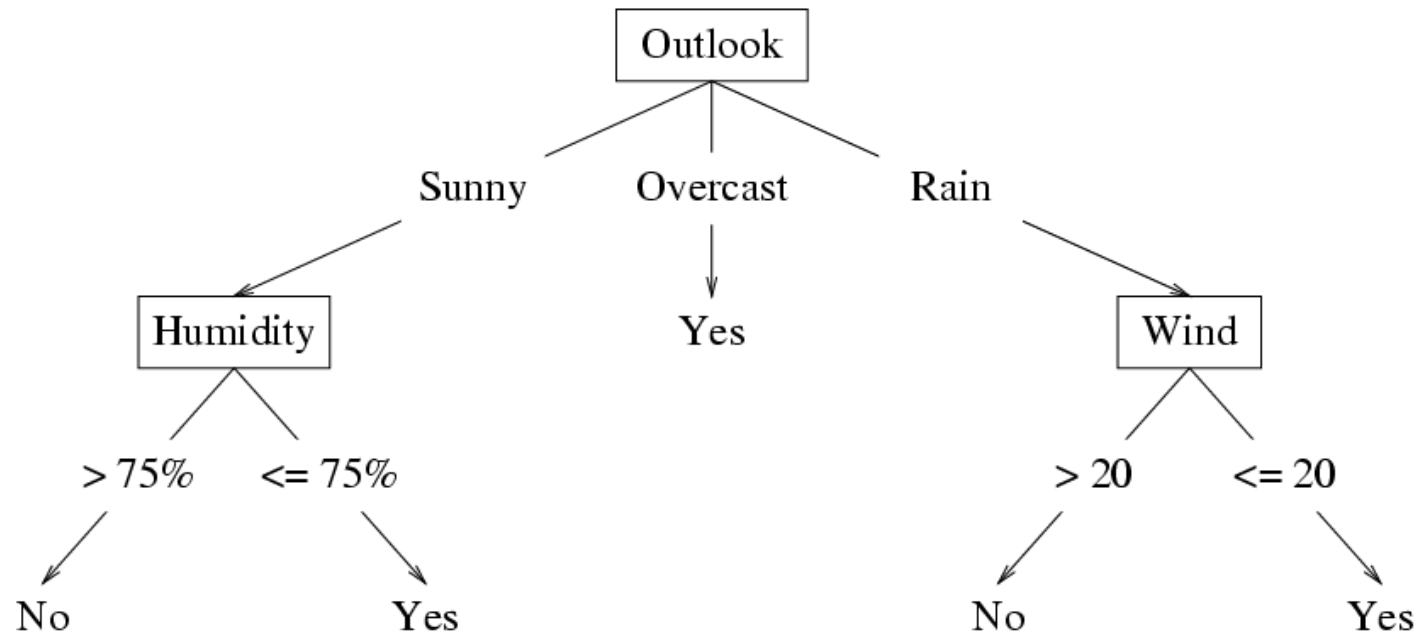 Outlook
Sunny Overcast Rain
Humidity Yes Wind
> 75% <= 75% > 20 <= 20
No Yes No Yes